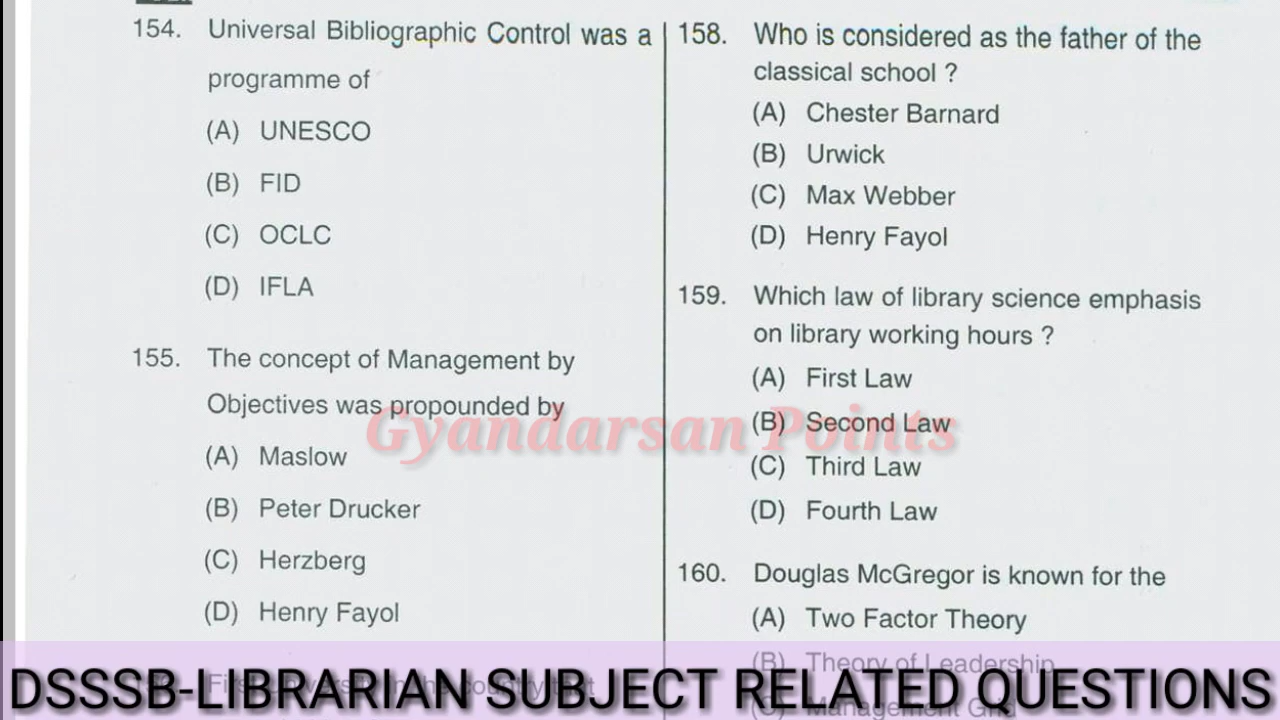 154. Universal Bibliographic Control was a
programme of
(A) UNESCO
(B) FID
(C) OCLC
(D) IFLA
155. The concept of Management by
Objectives was propounded by
(A) Maslow
(B) Peter Drucker
(C) Herzberg
(D) Henry Fayol
158. Who is considered as the father of the
classical school ?
(A) Chester Barnard
(B) Urwick
(C) Max Webber
(D) Henry Fayol
159. Which law of library science emphasis
on library working hours ?
(A) First Law
(B) Second Law
(C) Third Law
(D) Fourth Law
160. Douglas McGregor is known for the
(A) Two Factor Theory
(B) Theory of Leadership
(C) Management Grid
Gyandarsan Points
DSSSB-LIBRARIAN SUBJECT RELATED QUESTIONS